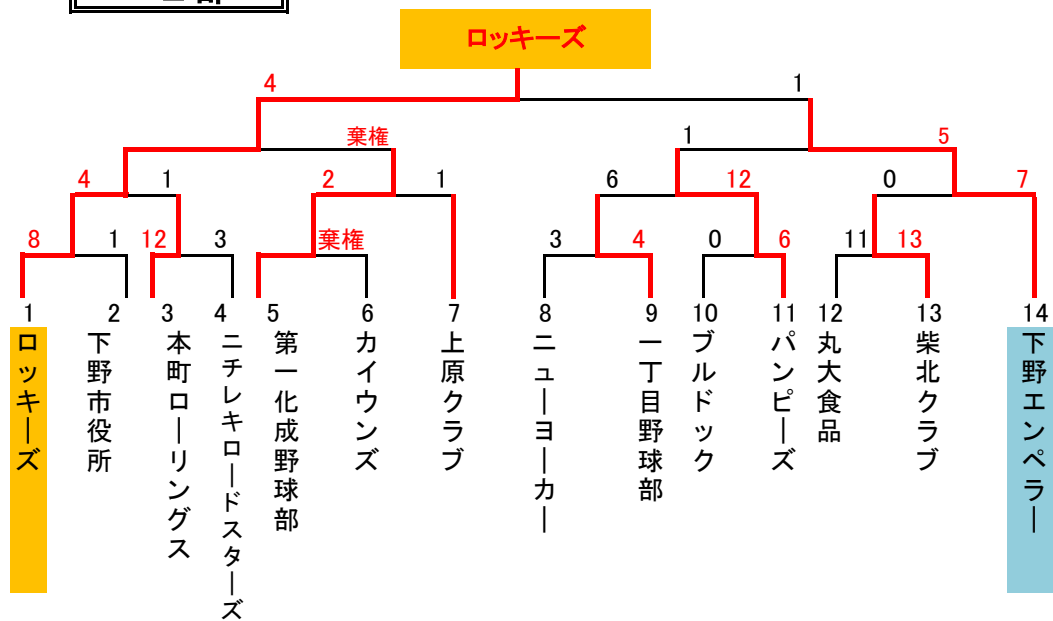 ロッキーズ
4
1
棄権
1
5
4
1
2
1
6
12
0
7
8
1
12
3
棄権
3
4
0
6
11
13
1
2
3
4
5
6
7
8
9
10
11
12
13
14
ロッキーズ
下野市役所
本町ローリングス
ニチレキロードスターズ
第一化成野球部
カイウンズ
上原クラブ
ニューヨーカー
一丁目野球部
ブルドック
パンピーズ
丸大食品
柴北クラブ
下野エンペラー